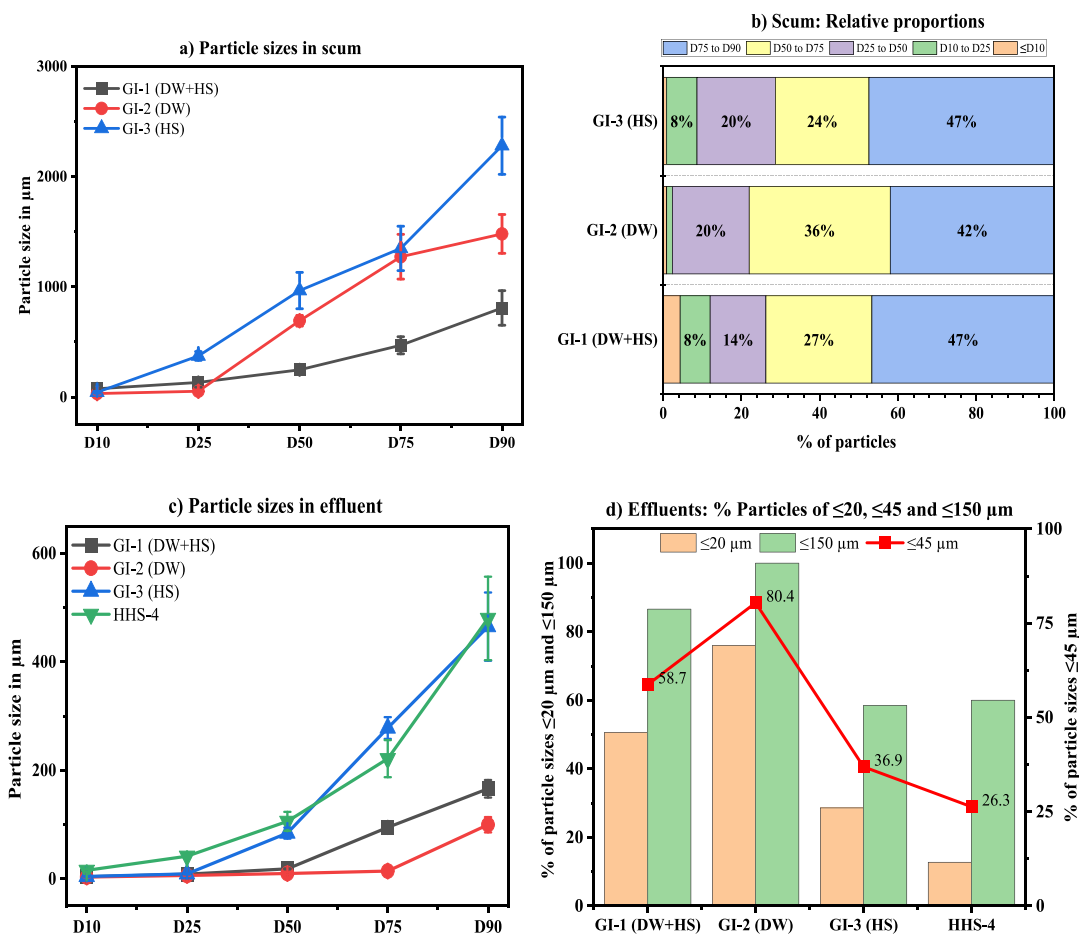 a) Particle sizes in scum
GI-1 (DW+HS)
GI-2 (DW)
GI-3 (HS)
Particle size in µm
3000
2000
1000
0
D10 D25 D50 D75 D90
b) Scum: Relative proportions
D75 to D90 D50 to D75 D25 to D50 D10 to D25 ≤D10
GI-3 (HS) 8% 20% 24% 47%
GI-2 (DW) 20% 36% 42%
GI-1 (DW+HS) 8% 14% 27% 47%
0 20 40 60 80 100
% of particles
c) Particle sizes in effluent
GI-1 (DW+HS)
GI-2 (DW)
GI-3 (HS)
HHS-4
Particle size in µm
600
400
200
0
D10 D25 D50 D75 D90
d) Effluents: % Particles of ≤20, ≤45 and ≤150 µm
≤20 µm ≤150 µm ≤45 µm
% of particle sizes ≤20 µm and ≤150 µm
100
80
60
40
20
0
58.7
80.4
36.9
26.3
100
75
50
25
0
% of particle sizes ≤45 µm
GI-1 (DW+HS) GI-2 (DW) GI-3 (HS) HHS-4